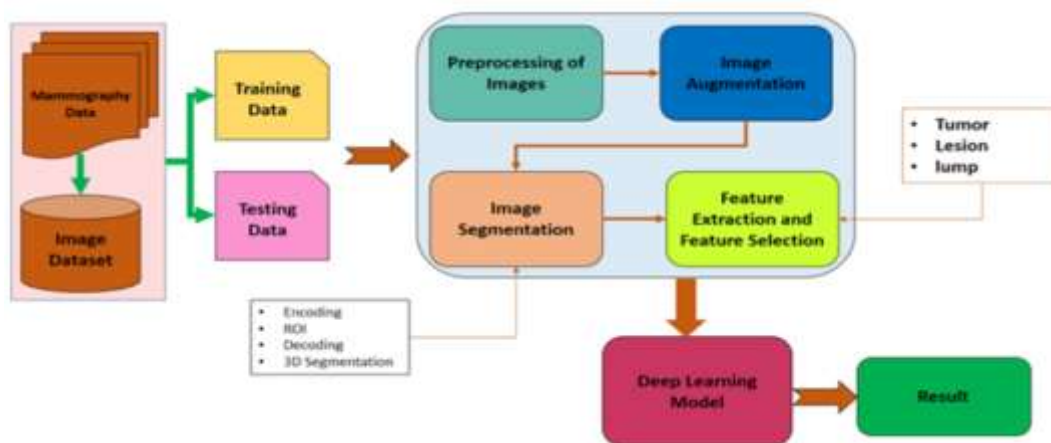 Mammography
Data
Image
Dataset
Training
Data
Testing
Data
Preprocessing of
Images
Image
Augmentation
Image
Segmentation
Feature
Extraction and
Feature Selection
• Tumor
• Lesion
• lump
• Encoding
• ROI
• Decoding
• 3D Segmentation
Deep Learning
Model
Result